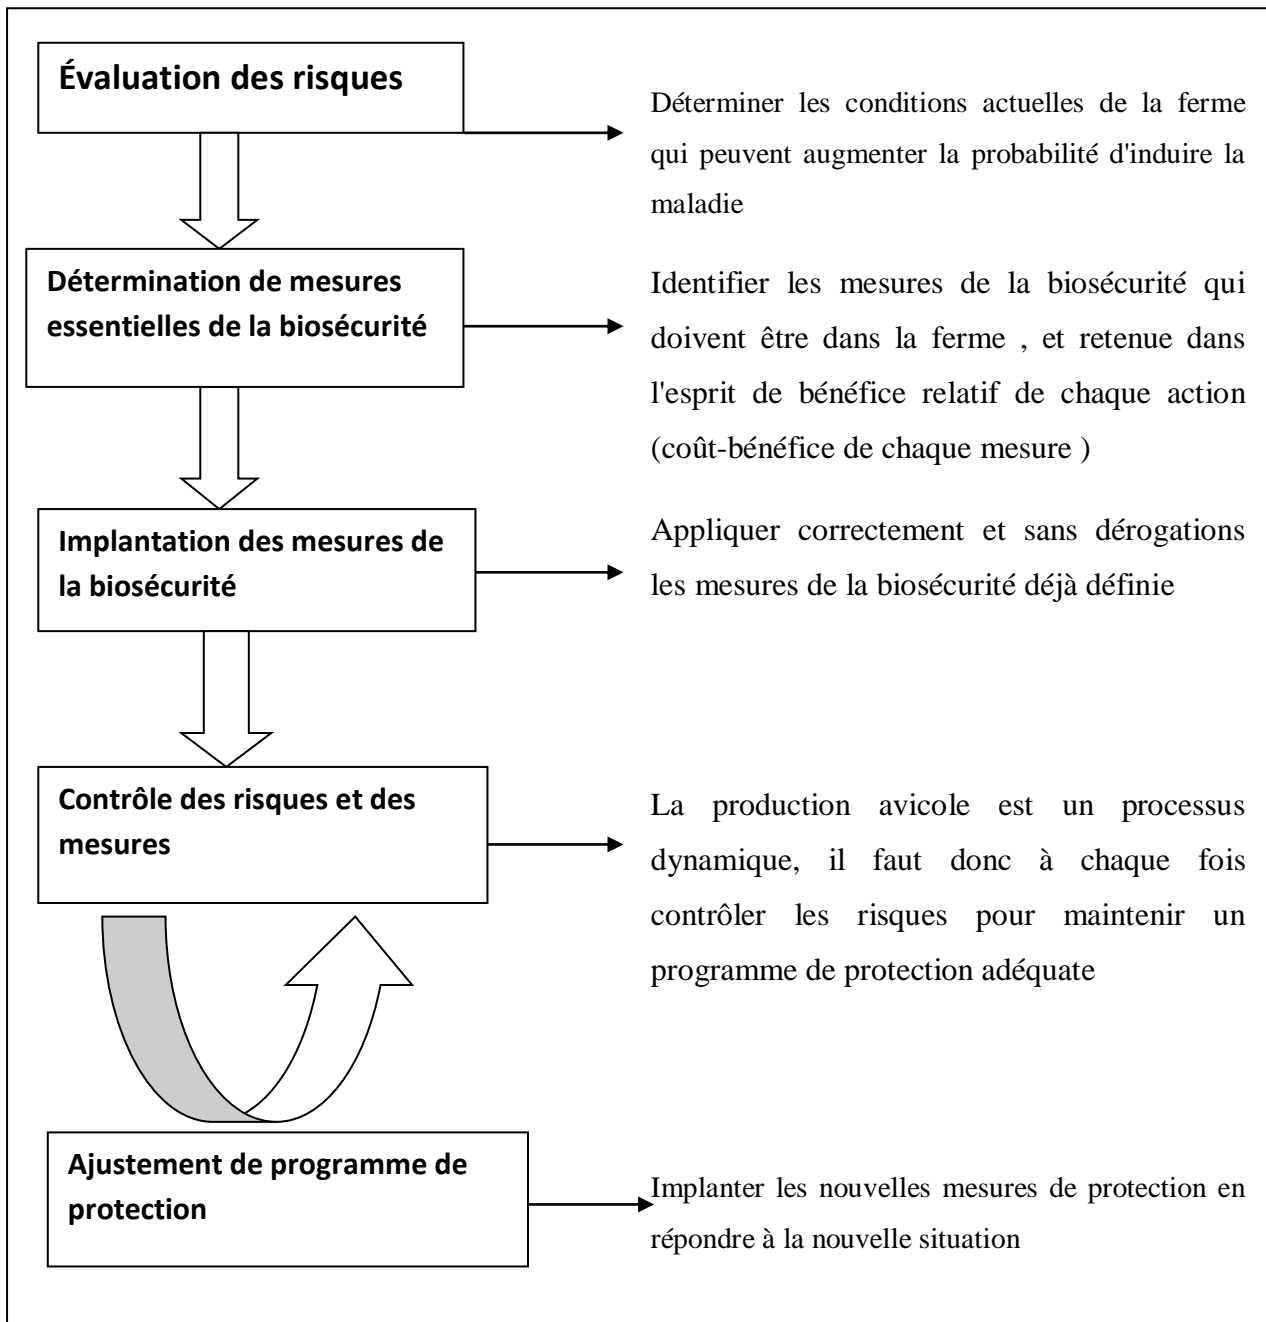 Évaluation des risques
Déterminer les conditions actuelles de la ferme
qui peuvent augmenter la probabilité d'induire la
maladie
Détermination de mesures
essentielles de la biosécurité
Identifier les mesures de la biosécurité qui
doivent être dans la ferme , et retenue dans
l'esprit de bénéfice relatif de chaque action
(coût-bénéfice de chaque mesure )
Implantation des mesures de
la biosécurité
Appliquer correctement et sans dérogations
les mesures de la biosécurité déjà définie
Contrôle des risques et des
mesures
La production avicole est un processus
dynamique, il faut donc à chaque fois
contrôler les risques pour maintenir un
programme de protection adéquate
Ajustement de programme de
protection
Implanter les nouvelles mesures de protection en
répondre à la nouvelle situation